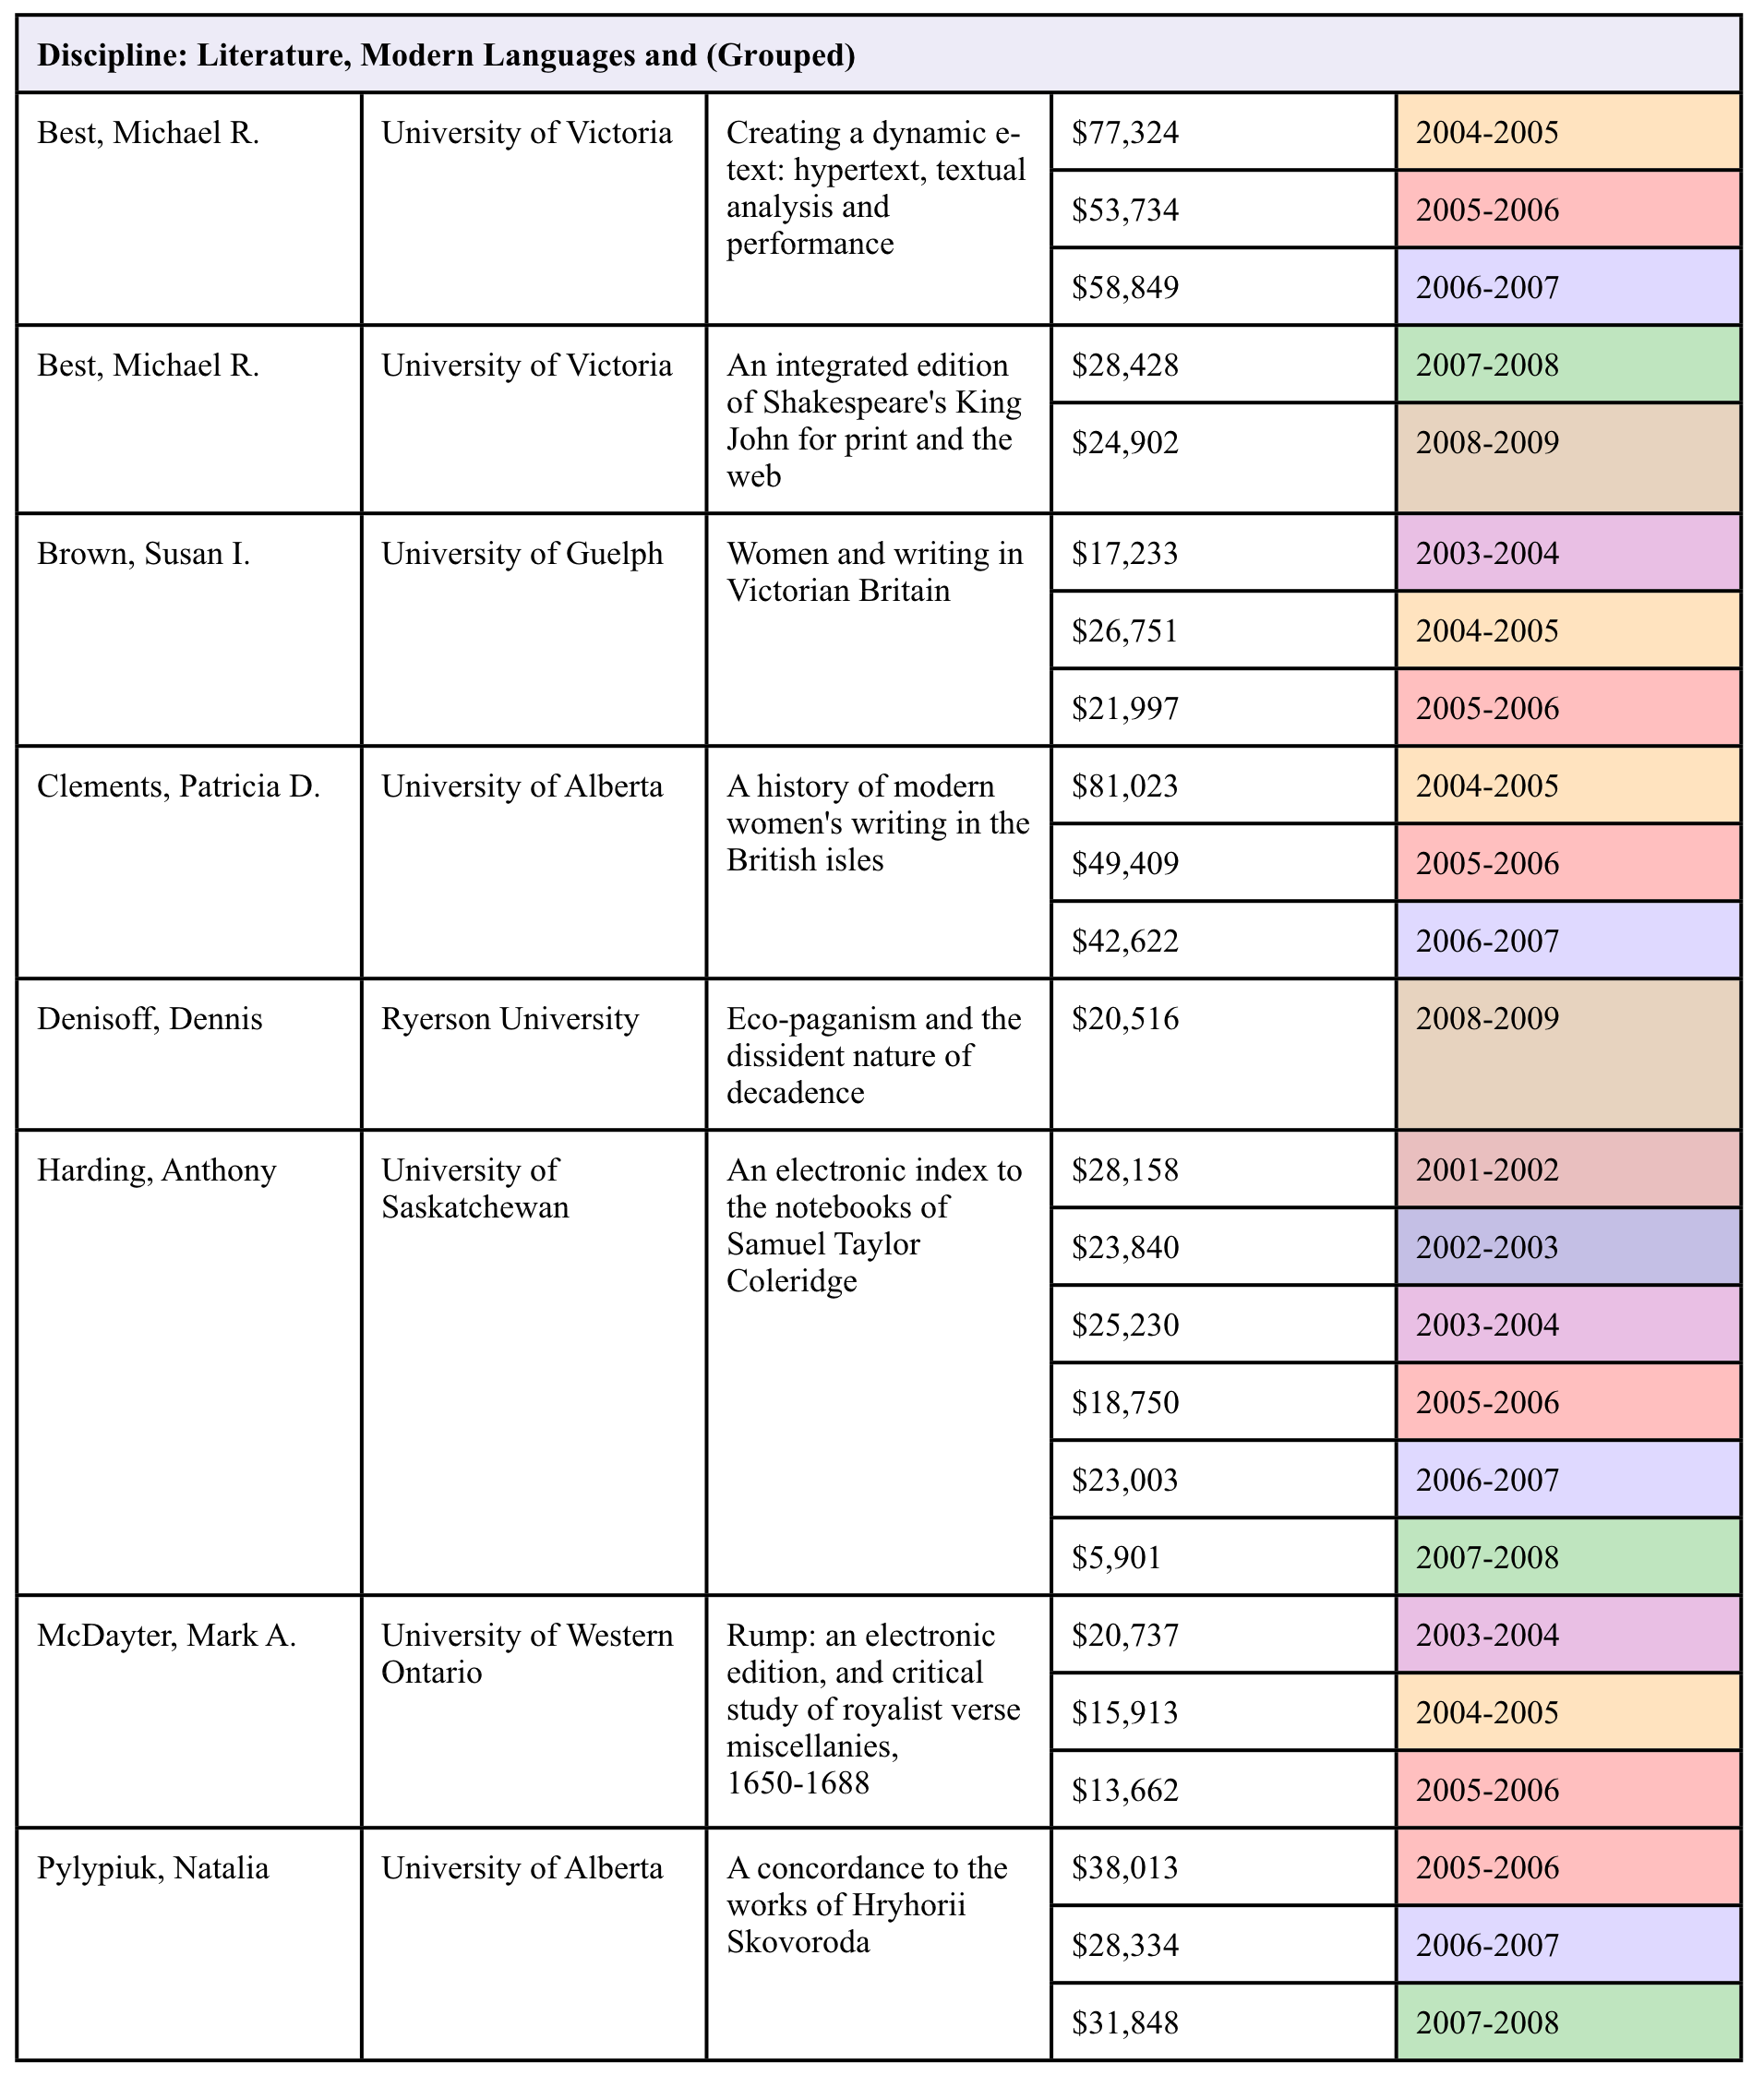 Discipline: Literature, Modern Languages and (Grouped)
Best, Michael R.
University of Victoria
Creating a dynamic e-
text: hypertext, textual
analysis and
performance
$77,324
2004-2005
$53,734
2005-2006
$58,849
2006-2007
Best, Michael R.
University of Victoria
An integrated edition
of Shakespeare's King
John for print and the
web
$28,428
2007-2008
$24,902
2008-2009
Brown, Susan I.
University of Guelph
Women and writing in
Victorian Britain
$17,233
2003-2004
$26,751
2004-2005
$21,997
2005-2006
Clements, Patricia D.
University of Alberta
A history of modern
women's writing in the
British isles
$81,023
2004-2005
$49,409
2005-2006
$42,622
2006-2007
Denisoff, Dennis
Ryerson University
Eco-paganism and the
dissident nature of
decadence
$20,516
2008-2009
Harding, Anthony
University of
Saskatchewan
An electronic index to
the notebooks of
Samuel Taylor
Coleridge
$28,158
2001-2002
$23,840
2002-2003
$25,230
2003-2004
$18,750
2005-2006
$23,003
2006-2007
$5,901
2007-2008
McDayter, Mark A.
University of Western
Ontario
Rump: an electronic
edition, and critical
study of royalist verse
miscellanies,
1650-1688
$20,737
2003-2004
$15,913
2004-2005
$13,662
2005-2006
Pylypiuk, Natalia
University of Alberta
A concordance to the
works of Hryhorii
Skovoroda
$38,013
2005-2006
$28,334
2006-2007
$31,848
2007-2008